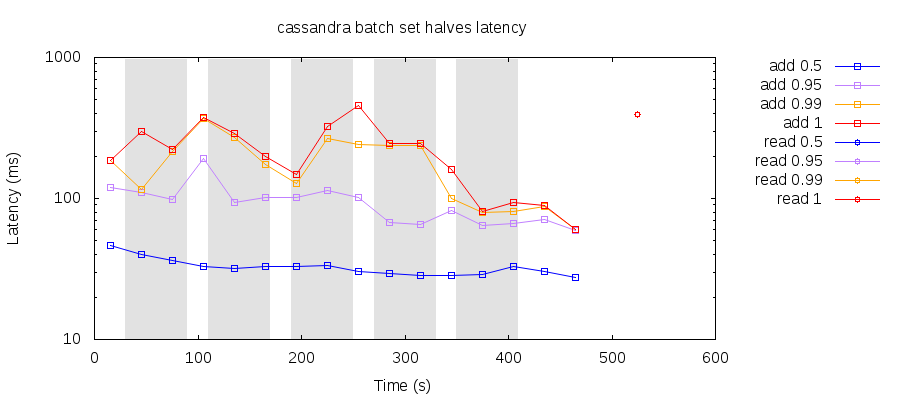 cassandra batch set halves latency
1000
100
10
Latency (ms)
0 100 200 300 400 500 600
Time (s)
add 0.5
add 0.95
add 0.99
add 1
read 0.5
read 0.95
read 0.99
read 1